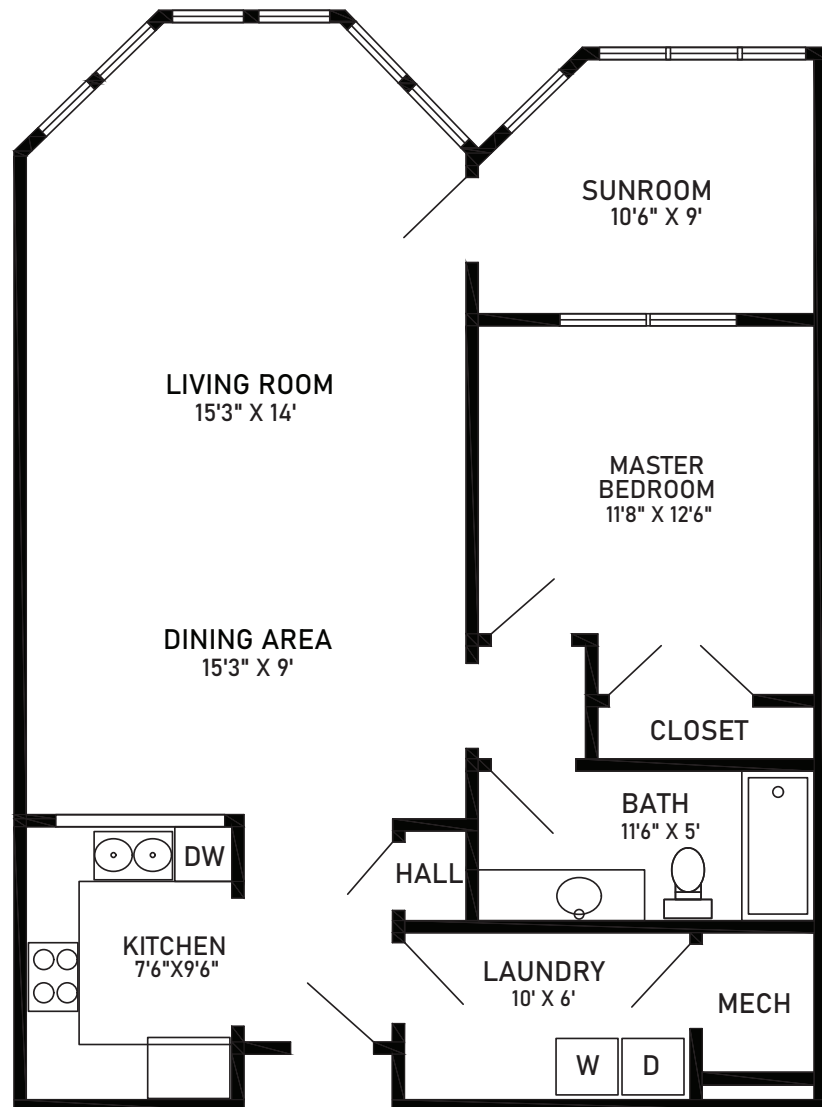 SUNROOM
10'6" X 9'
LIVING ROOM
15'3" X 14'
MASTER
BEDROOM
11'8" X 12'6"
DINING AREA
15'3" X 9'
CLOSET
BATH
11'6" X 5'
DW
HALL
KITCHEN
7'6"X9'6"
LAUNDRY
10' X 6'
MECH
W
D